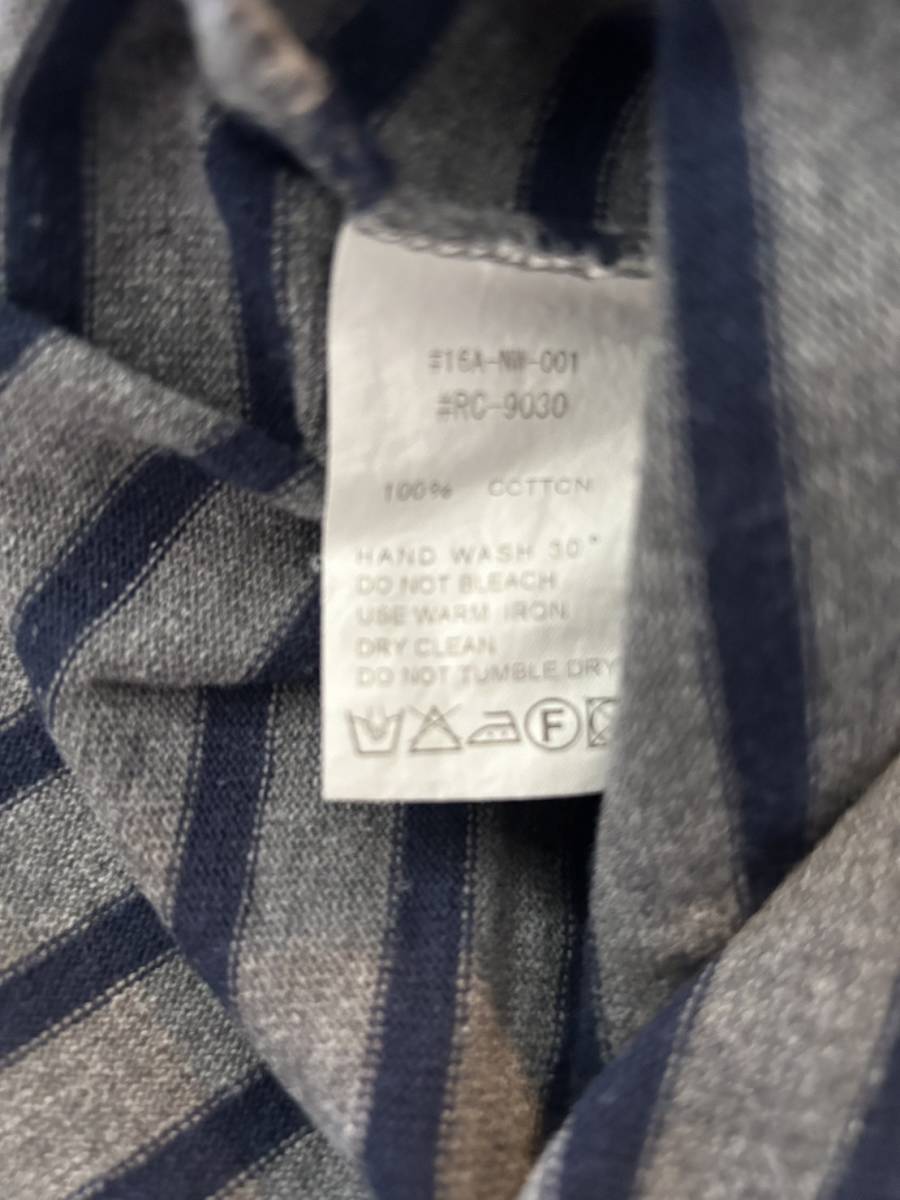 #16A-NW-001
#RC-9030
100% COTTON
HAND WASH 30°
DO NOT BLEACH
USE WARM IRON
DRY CLEAN
DO NOT TUMBLE DRY
F